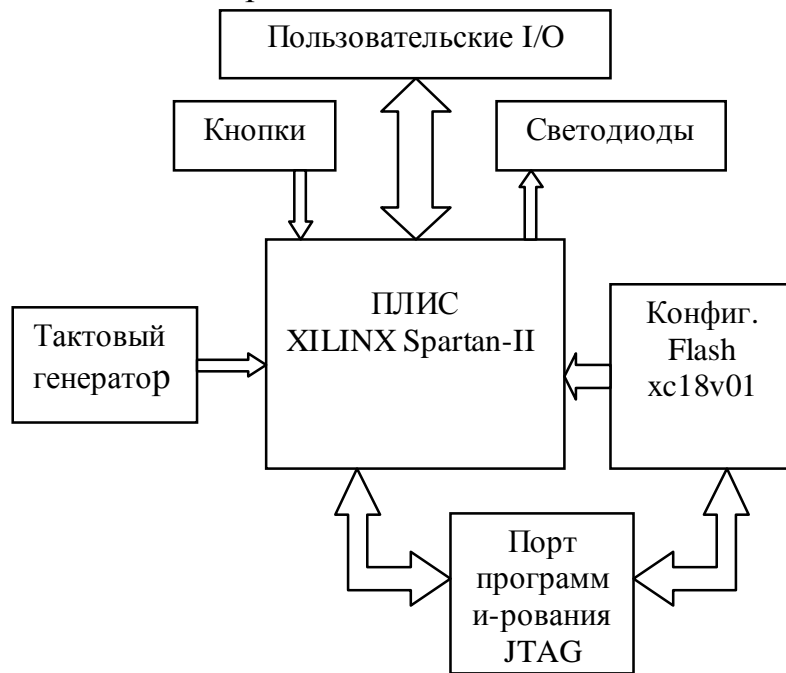 Пользовательские I/O
Кнопки
Светодиоды
ПЛИС
XILINX Spartan-II
Тактовый
генератор
Конфиг.
Flash
xc18v01
Порт
программ
и-рования
JTAG